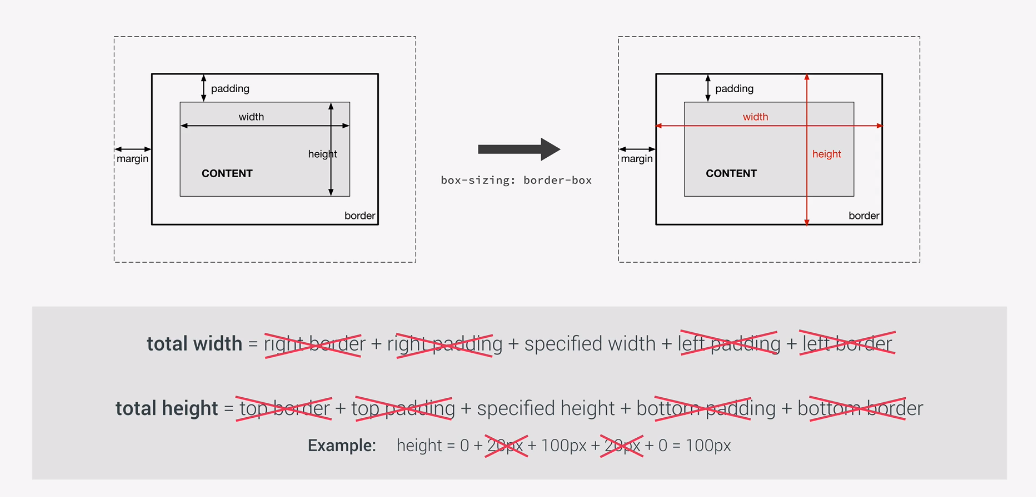 padding
width
height
margin
CONTENT
border
box-sizing: border-box
padding
width
height
margin
CONTENT
border
total width = right border + right padding + specified width + left padding + left border
total height = top border + top padding + specified height + bottom padding + bottom border
Example: height = 0 + 20px + 100px + 20px + 0 = 100px